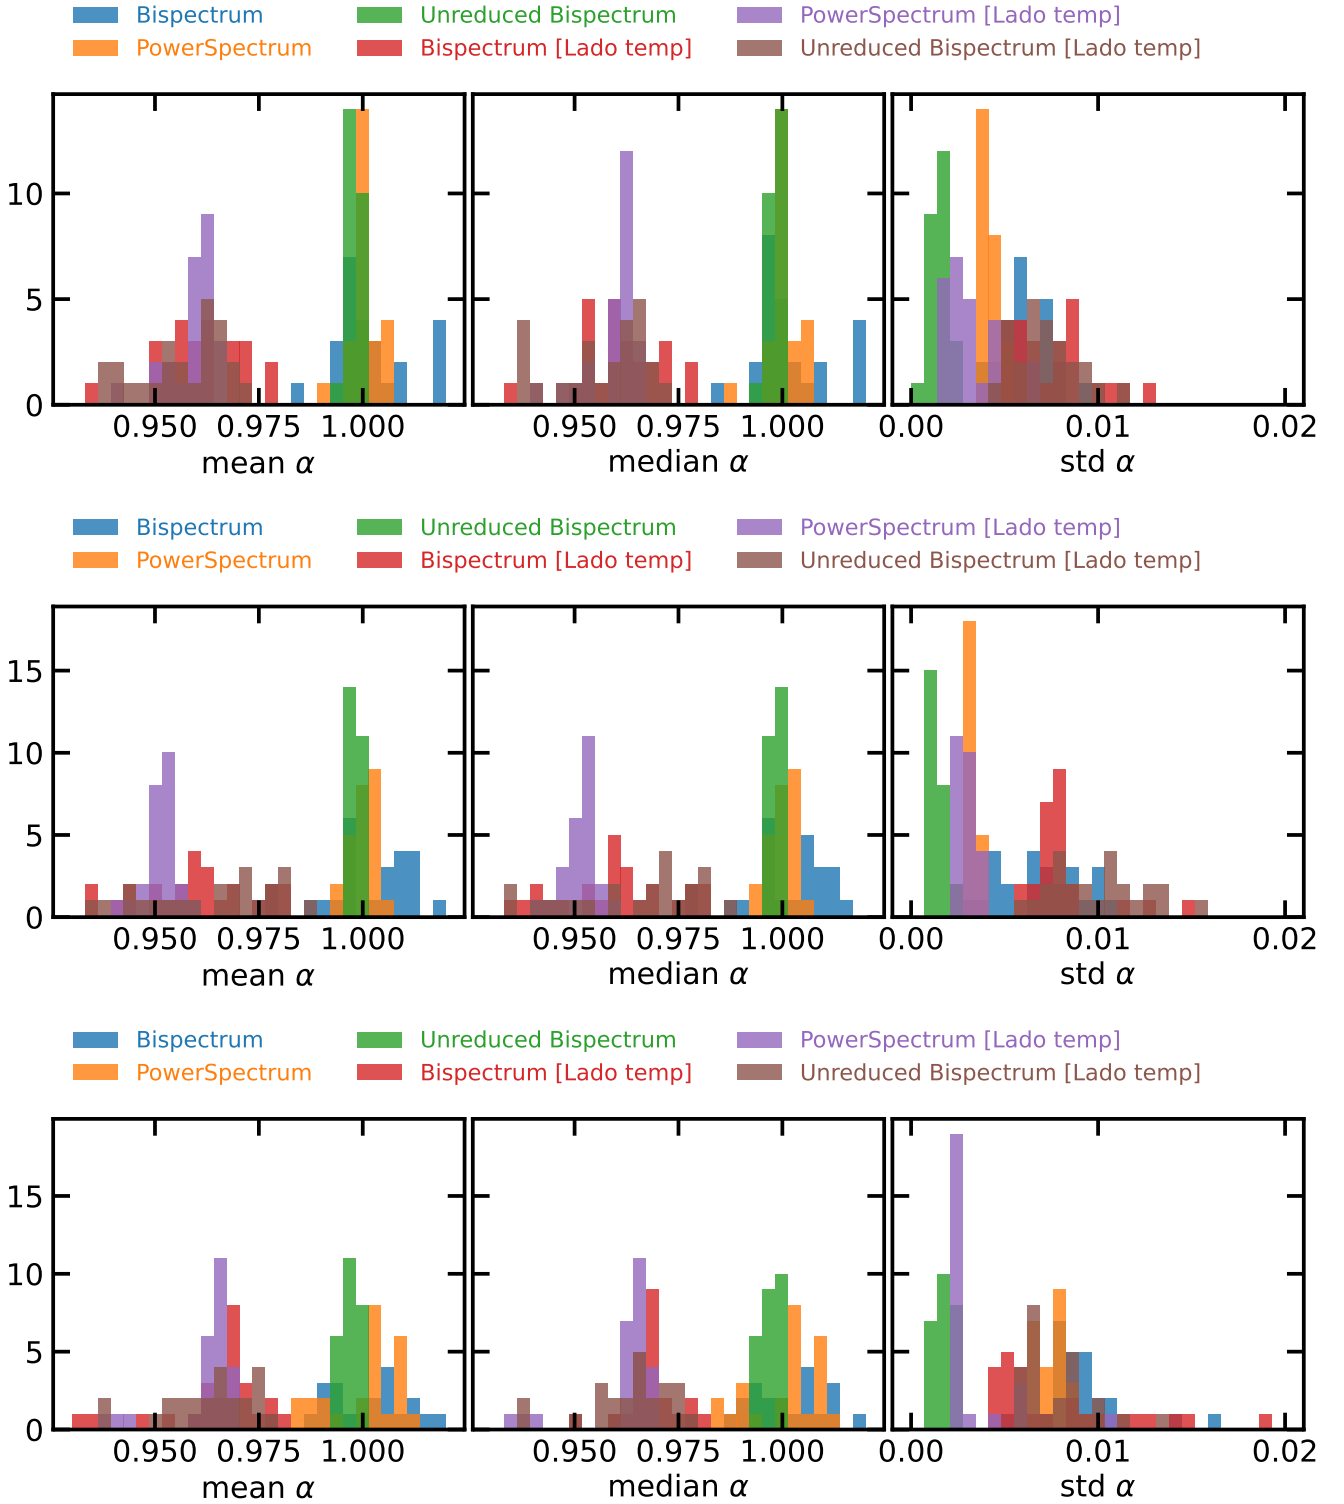 Bispectrum Unreduced Bispectrum PowerSpectrum [Lado temp]
PowerSpectrum Bispectrum [Lado temp] Unreduced Bispectrum [Lado temp]
10
5
0
0.950 0.975 1.000 0.950 0.975 1.000 0.00 0.01 0.02
mean α median α std α
Bispectrum Unreduced Bispectrum PowerSpectrum [Lado temp]
PowerSpectrum Bispectrum [Lado temp] Unreduced Bispectrum [Lado temp]
15
10
5
0
0.950 0.975 1.000 0.950 0.975 1.000 0.00 0.01 0.02
mean α median α std α
Bispectrum Unreduced Bispectrum PowerSpectrum [Lado temp]
PowerSpectrum Bispectrum [Lado temp] Unreduced Bispectrum [Lado temp]
15
10
5
0
0.950 0.975 1.000 0.950 0.975 1.000 0.00 0.01 0.02
mean α median α std α